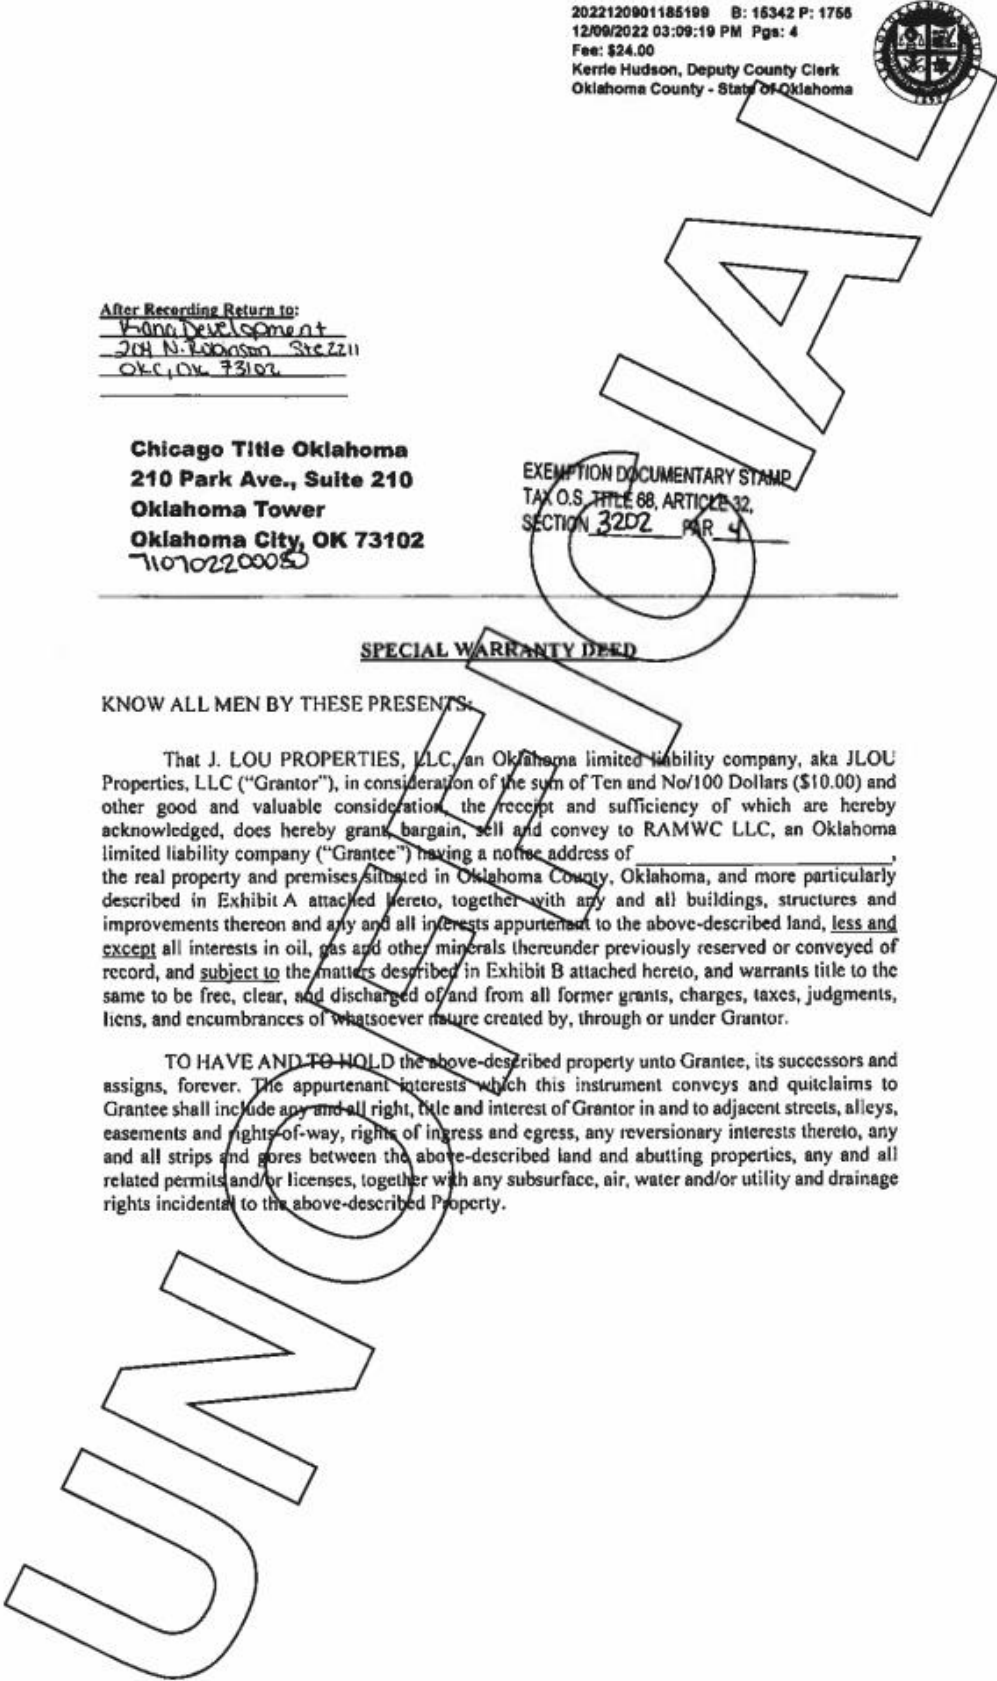 2022120901185199 B: 15342 P: 1756
12/09/2022 03:09:19 PM Pgs: 4
Fee: $24.00
Kerrie Hudson, Deputy County Clerk
Oklahoma County - State of Oklahoma
After Recording Return to:
Development
204 N. Robinson Ste 2211
OKC, OK 73102
Chicago Title Oklahoma
210 Park Ave., Suite 210
Oklahoma Tower
Oklahoma City, OK 73102
EXEMPTION DOCUMENTARY STAMP
TAX O.S. TITLE 68, ARTICLE 32,
SECTION 3202 PAR 4
SPECIAL WARRANTY DEED
KNOW ALL MEN BY THESE PRESENTS:
That J. LOU PROPERTIES, LLC, an Oklahoma limited liability company, aka JLOU
Properties, LLC ("Grantor"), in consideration of the sum of Ten and No/100 Dollars ($10.00) and
other good and valuable consideration, the receipt and sufficiency of which are hereby
acknowledged, does hereby grant, bargain, sell and convey to RAMWC LLC, an Oklahoma
limited liability company ("Grantee") having a notice address of ,
the real property and premises situated in Oklahoma County, Oklahoma, and more particularly
described in Exhibit A attached hereto, together with any and all buildings, structures and
improvements thereon and any and all interests appurtenant to the above-described land, less and
except all interests in oil, gas and other minerals thereunder previously reserved or conveyed of
record, and subject to the matters described in Exhibit B attached hereto, and warrants title to the
same to be free, clear, and discharged of and from all former grants, charges, taxes, judgments,
liens, and encumbrances of whatsoever nature created by, through or under Grantor.
TO HAVE AND TO HOLD the above-described property unto Grantee, its successors and
assigns, forever. The appurtenant interests which this instrument conveys and quitclaims to
Grantee shall include any and all right, title and interest of Grantor in and to adjacent streets, alleys,
easements and rights-of-way, rights of ingress and egress, any reversionary interests thereto, any
and all strips and gores between the above-described land and abutting properties, any and all
related permits and/or licenses, together with any subsurface, air, water and/or utility and drainage
rights incidental to the above-described Property.
UNOFFICIAL